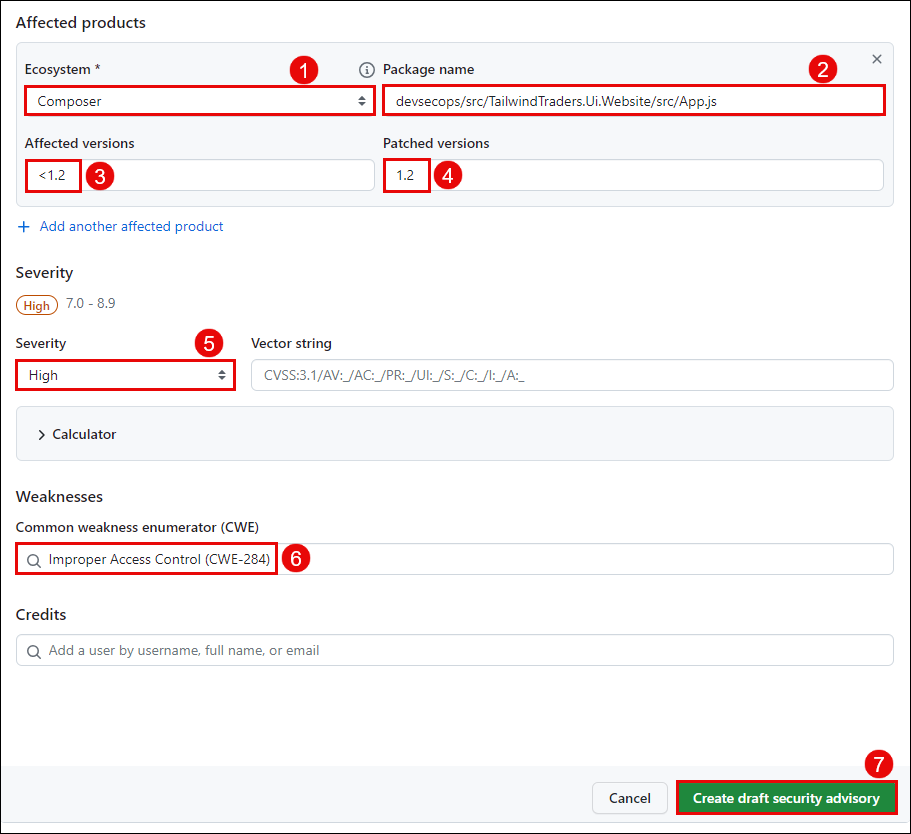 Affected products
Ecosystem * 1 Package name 2
Composer devsecops/src/TailwindTraders.Ui.Website/src/App.js
Affected versions Patched versions
<1.2 3 1.2 4
+ Add another affected product
Severity
High 7.0 - 8.9
Severity 5 Vector string
High CVSS:3.1/AV:_/AC:_/PR:_/UI:_/S:_/C:_/I:_/A:_
Calculator
Weaknesses
Common weakness enumerator (CWE)
Improper Access Control (CWE-284) 6
Credits
Add a user by username, full name, or email
7
Cancel Create draft security advisory